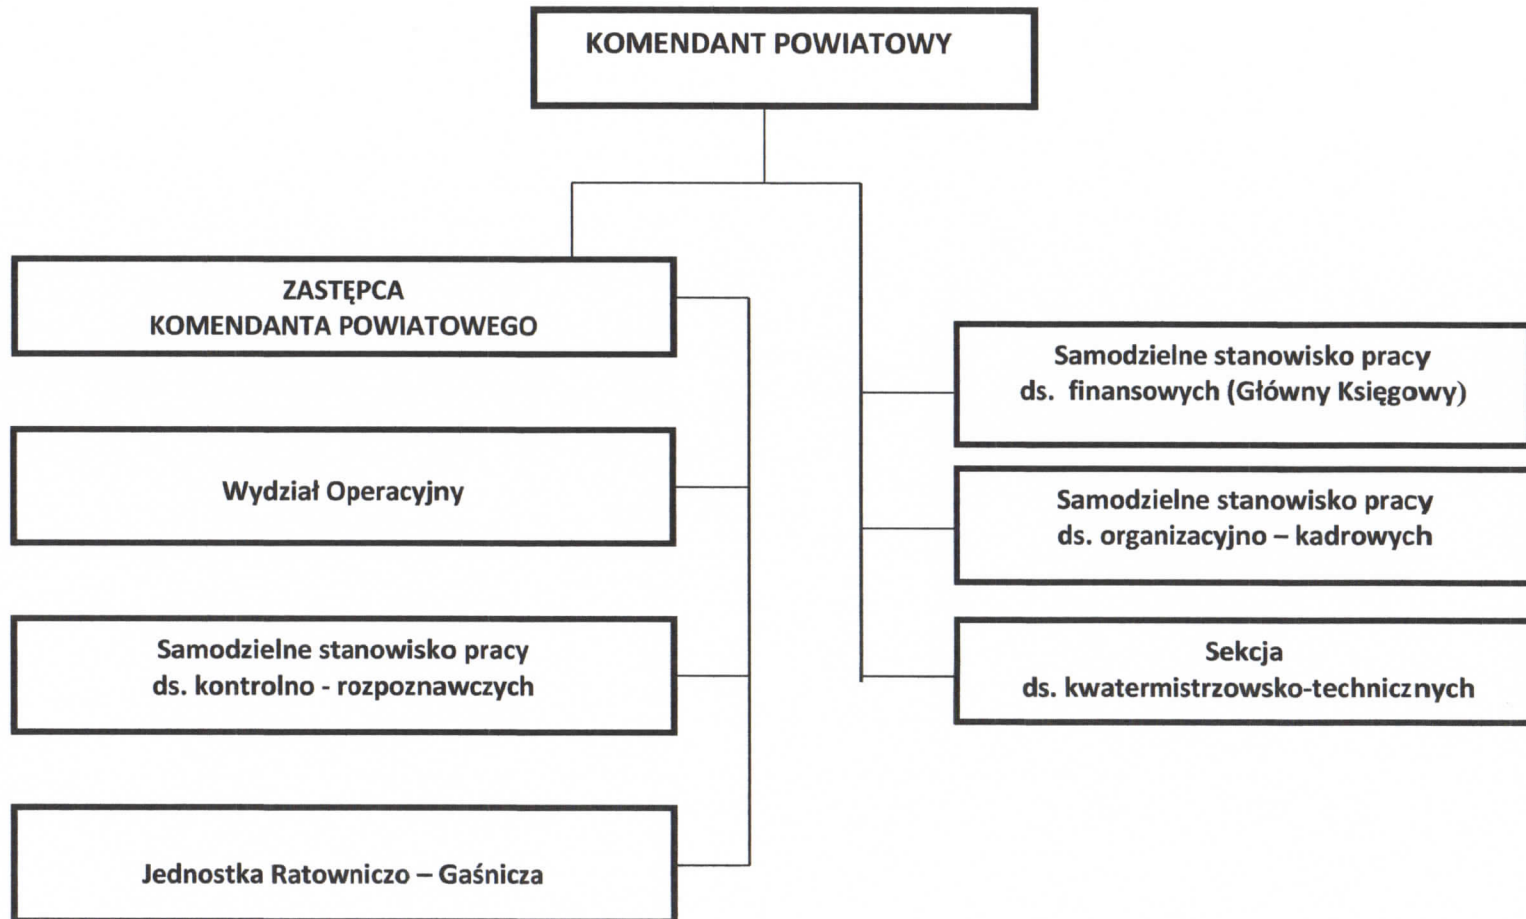 KOMENDANT POWIATOWY
ZASTĘPCA
KOMENDANTA POWIATOWEGO
Wydział Operacyjny
Samodzielne stanowisko pracy
ds. kontrolno - rozpoznawczych
Jednostka Ratowniczo – Gaśnicza
Samodzielne stanowisko pracy
ds. finansowych (Główny Księgowy)
Samodzielne stanowisko pracy
ds. organizacyjno – kadrowych
Sekcja
ds. kwatermistrzowsko-technicznych